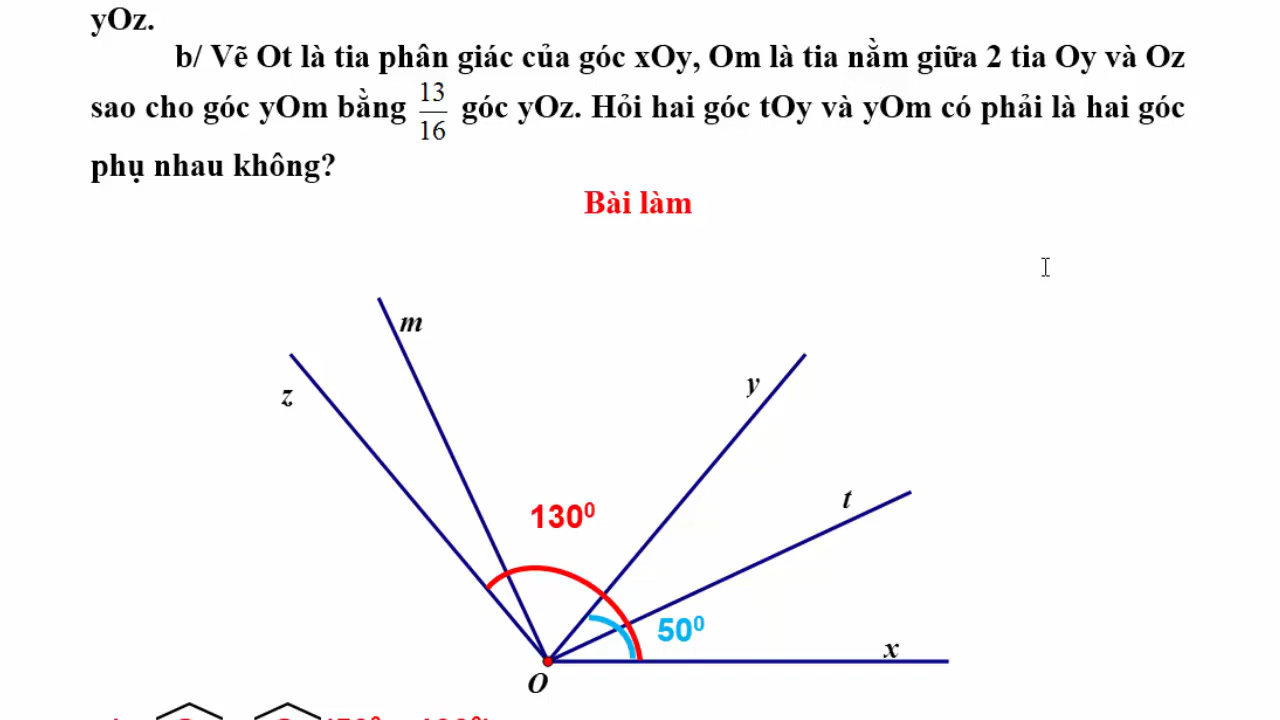 yOz.
b/ Vẽ Ot là tia phân giác của góc xOy, Om là tia nằm giữa 2 tia Oy và Oz
sao cho góc yOm bằng 13/16 góc yOz. Hỏi hai góc tOy và yOm có phải là hai góc
phụ nhau không?
Bài làm
m
z
y
t
130⁰
50⁰
x
O